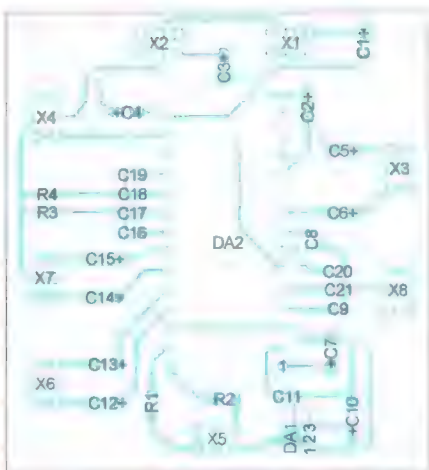 X2 X1 C1+
C3+
X4 +C4 C2+
C5+
X3
C19
R4 C18
R3 C17 C6+
C16 DA2 C8
C15+
X7 C20
C14+ C21 X8
C9
C13+ +C7
X6 C11
C12+ R1 R2 +C10
X5 DA1
1 2 3